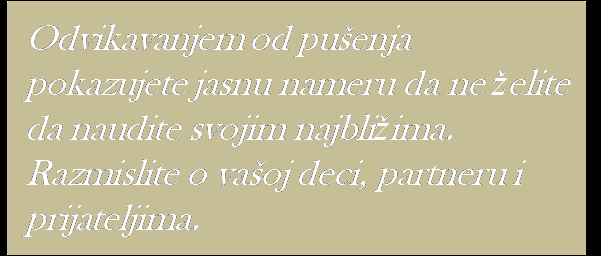 Odvikavanjem od pušenja
pokazujete jasnu nameru da ne želite
da naudite svojim najbližima.
Razmislite o vašoj deci, partneru i
prijateljima.